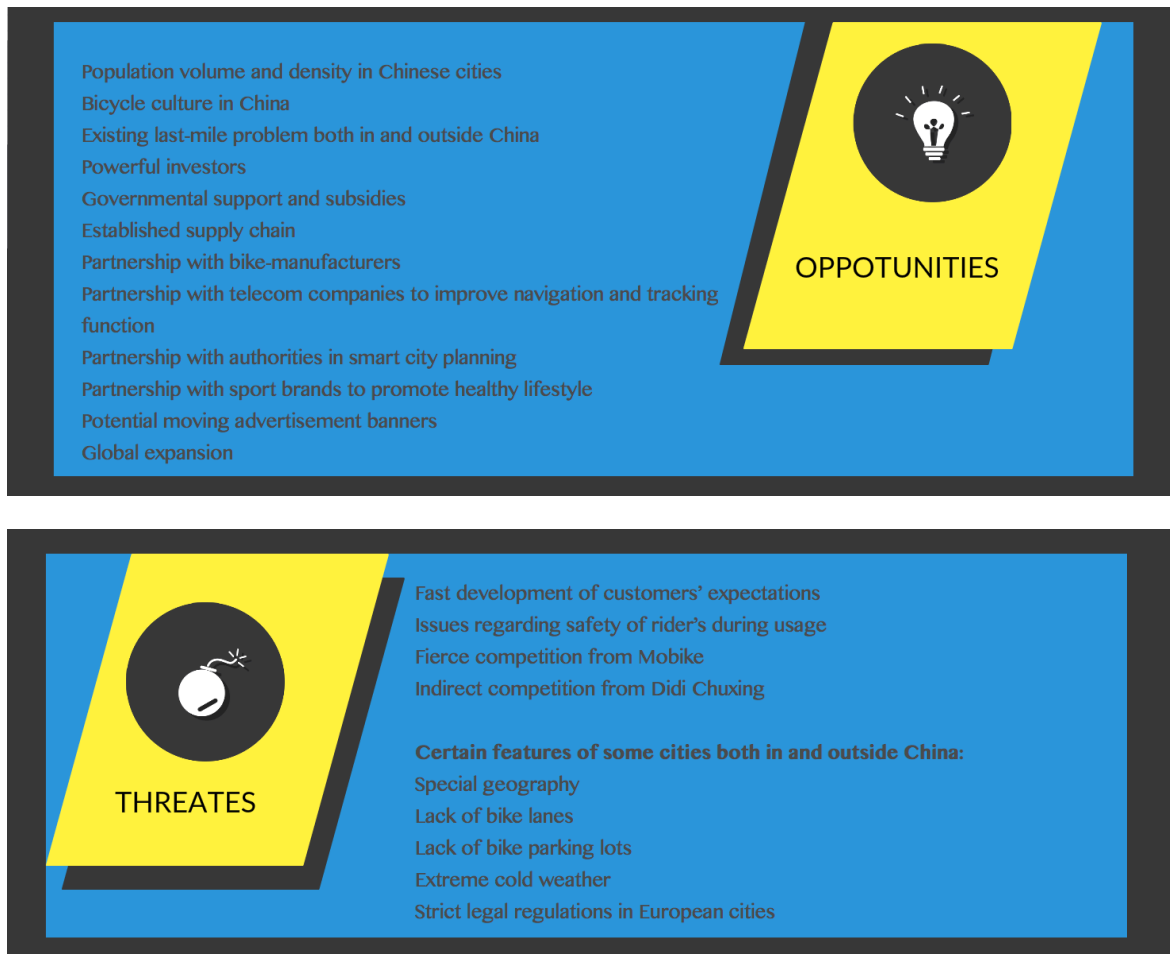 Population volume and density in Chinese cities
Bicycle culture in China
Existing last-mile problem both in and outside China
Powerful investors
Governmental support and subsidies
Established supply chain
Partnership with bike-manufacturers
Partnership with telecom companies to improve navigation and tracking
function
Partnership with authorities in smart city planning
Partnership with sport brands to promote healthy lifestyle
Potential moving advertisement banners
Global expansion
OPPOTUNITIES
THREATES
Fast development of customers’ expectations
Issues regarding safety of rider’s during usage
Fierce competition from Mobike
Indirect competition from Didi Chuxing
Certain features of some cities both in and outside China:
Special geography
Lack of bike lanes
Lack of bike parking lots
Extreme cold weather
Strict legal regulations in European cities